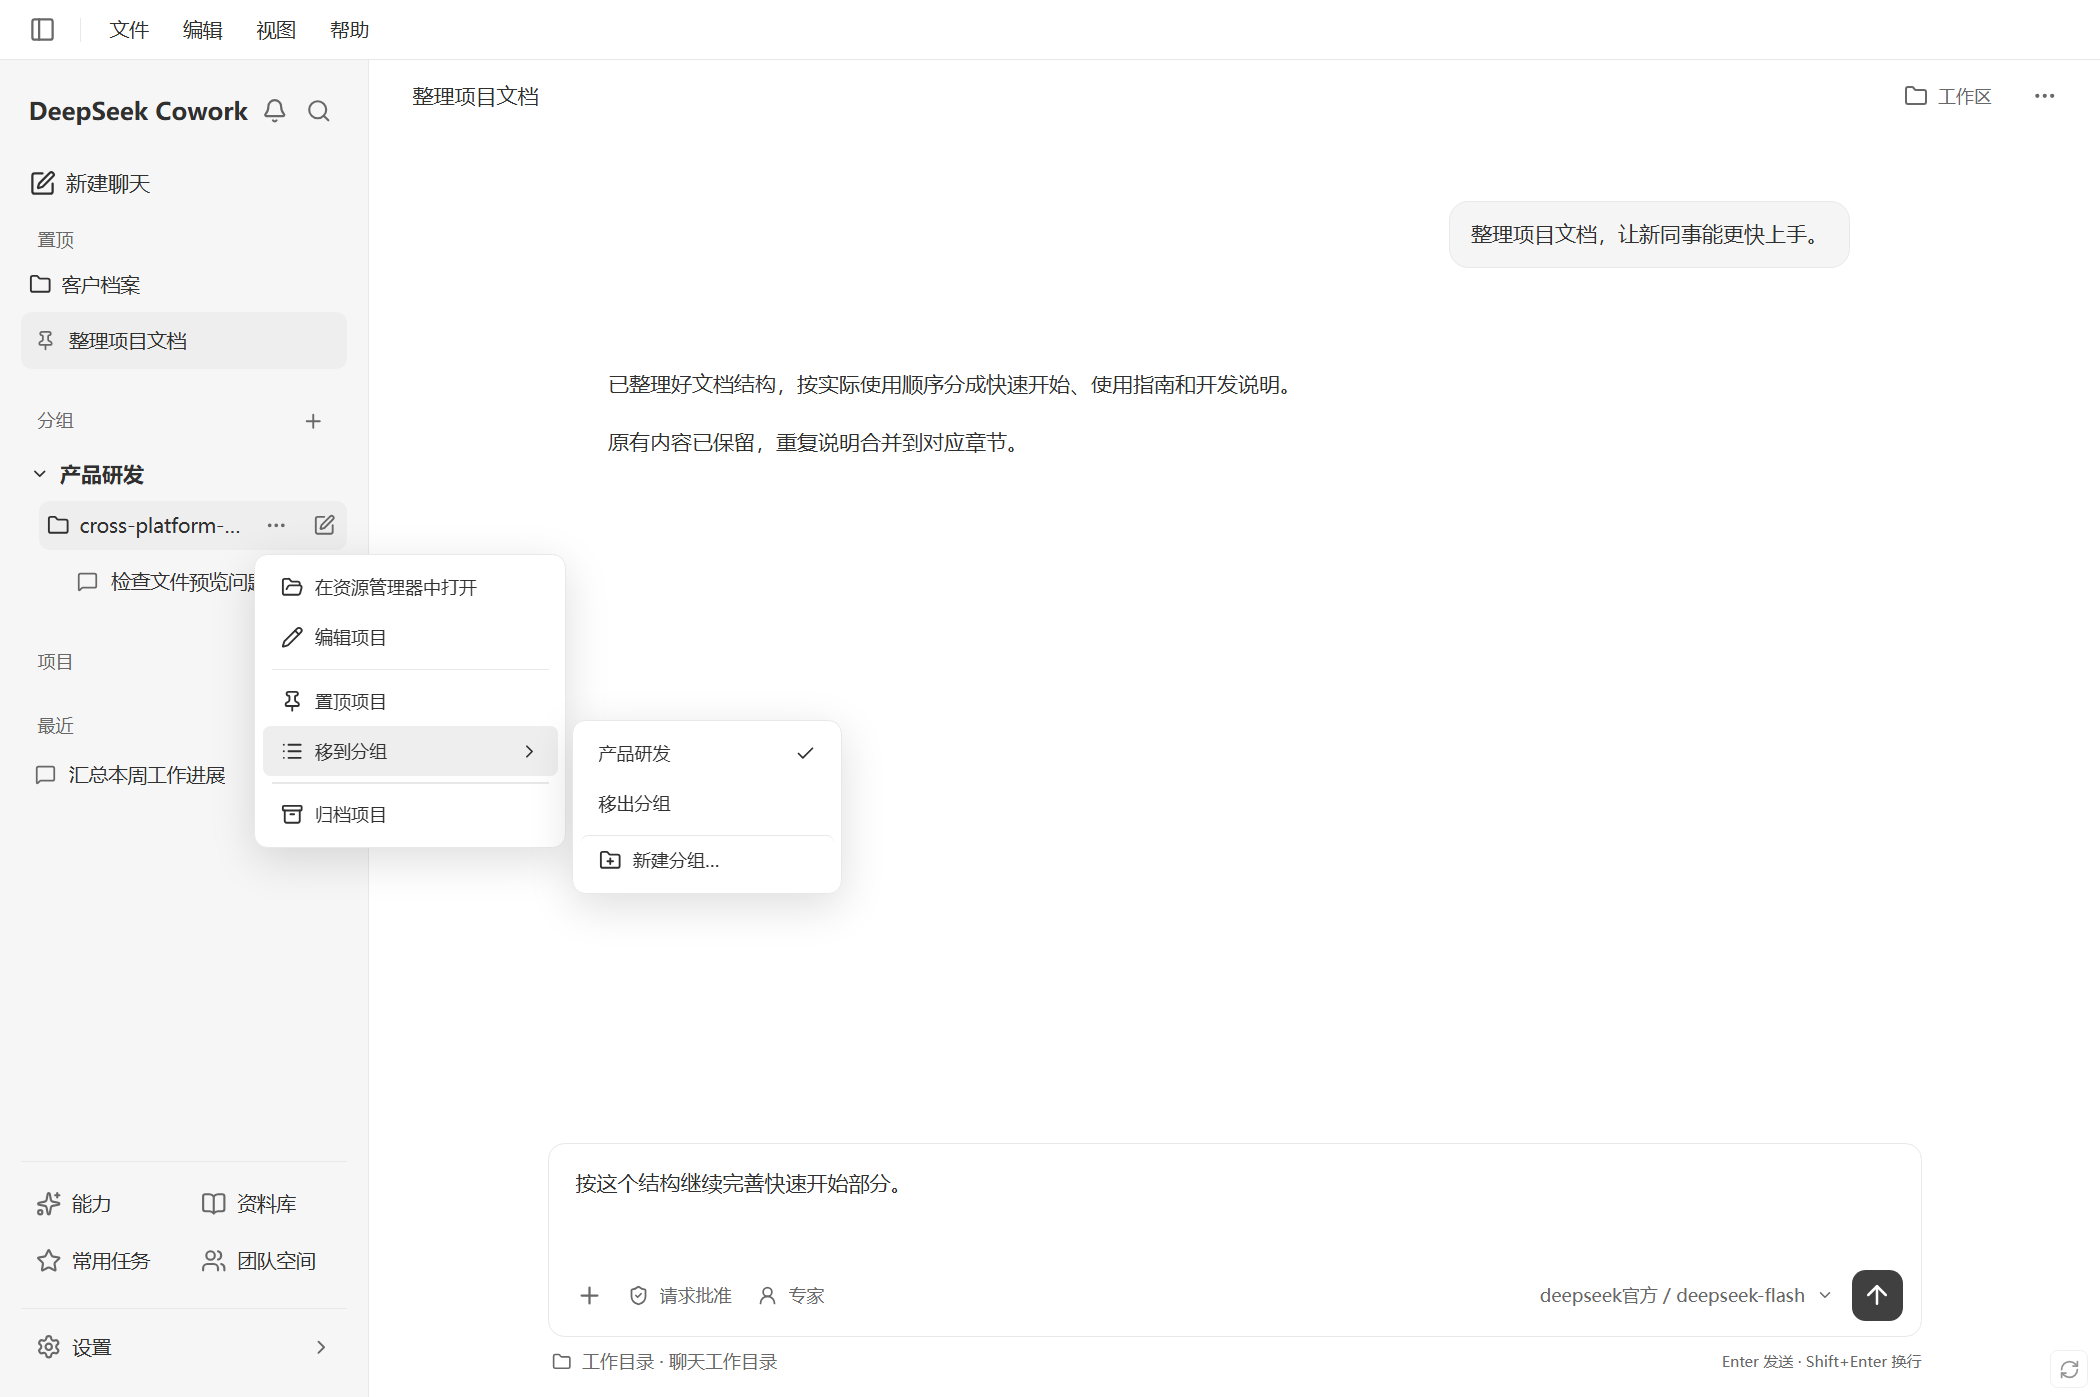 文件 编辑 视图 帮助
DeepSeek Cowork
新建聊天
置顶
客户档案
整理项目文档
分组
产品研发
cross-platform-...
检查文件预览问
项目
最近
汇总本周工作进展
能力 资料库
常用任务 团队空间
设置
在资源管理器中打开
编辑项目
置顶项目
移到分组
归档项目
产品研发
移出分组
新建分组...
整理项目文档
工作区
整理项目文档，让新同事能更快上手。
已整理好文档结构，按实际使用顺序分成快速开始、使用指南和开发说明。
原有内容已保留，重复说明合并到对应章节。
按这个结构继续完善快速开始部分。
请求批准 专家 deepseek官方 / deepseek-flash
工作目录 · 聊天工作目录 Enter 发送 · Shift+Enter 换行